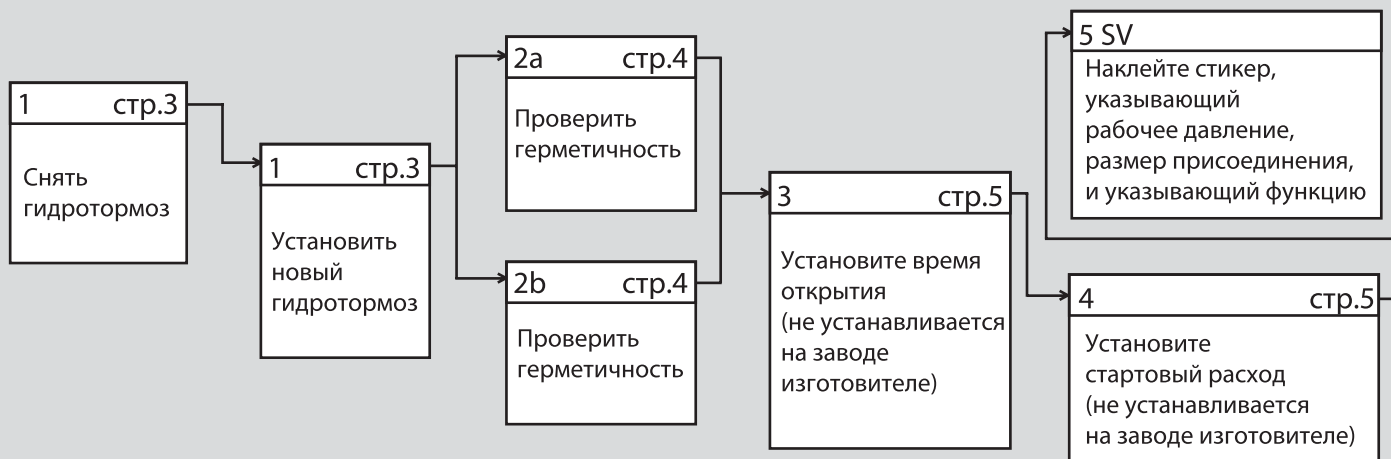 1 стр.3
Снять
гидротормоз
1 стр.3
Установить
новый
гидротормоз
2a стр.4
Проверить
герметичность
2b стр.4
Проверить
герметичность
3 стр.5
Установите время
открытия
(не устанавливается
на заводе
изготовителе)
4 стр.5
Установите
стартовый расход
(не устанавливается
на заводе изготовителе)
5 SV
Наклейте стикер,
указывающий
рабочее давление,
размер присоединения,
и указывающий функцию